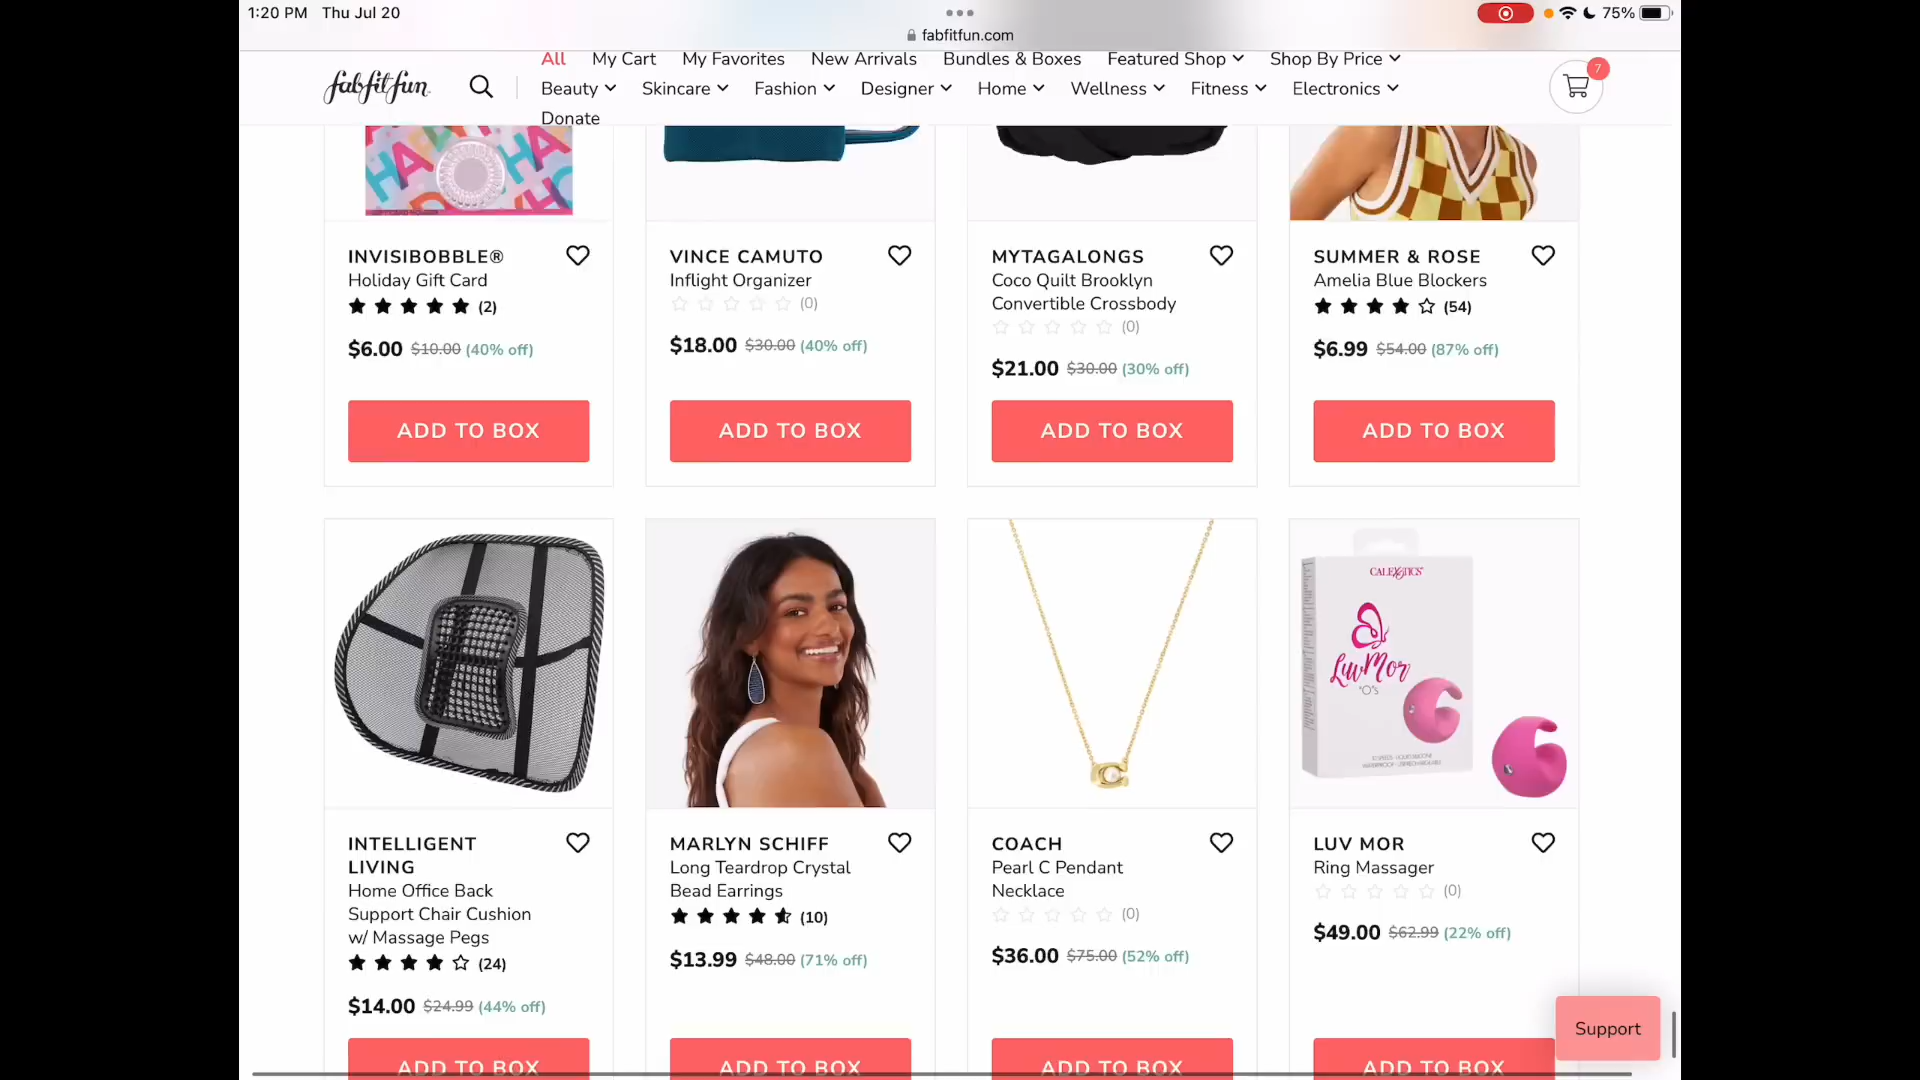 1:20 PM Thu Jul 20
75%
fabfitfun.com
fabfitfun.
All My Cart My Favorites New Arrivals Bundles & Boxes Featured Shop Shop By Price
Beauty Skincare Fashion Designer Home Wellness Fitness Electronics
Donate
7
INVISIBOBBLE®
Holiday Gift Card
(2)
$6.00 $10.00 (40% off)
ADD TO BOX
VINCE CAMUTO
Inflight Organizer
(0)
$18.00 $30.00 (40% off)
ADD TO BOX
MYTAGALONGS
Coco Quilt Brooklyn
Convertible Crossbody
(0)
$21.00 $30.00 (30% off)
ADD TO BOX
SUMMER & ROSE
Amelia Blue Blockers
(54)
$6.99 $54.00 (87% off)
ADD TO BOX
INTELLIGENT
LIVING
Home Office Back
Support Chair Cushion
w/ Massage Pegs
(24)
$14.00 $24.99 (44% off)
ADD TO BOX
MARLYN SCHIFF
Long Teardrop Crystal
Bead Earrings
(10)
$13.99 $48.00 (71% off)
ADD TO BOX
COACH
Pearl C Pendant
Necklace
(0)
$36.00 $75.00 (52% off)
ADD TO BOX
CALEXOTICS
LuvMor
"O"s
LUV MOR
Ring Massager
(0)
$49.00 $62.99 (22% off)
ADD TO BOX
Support